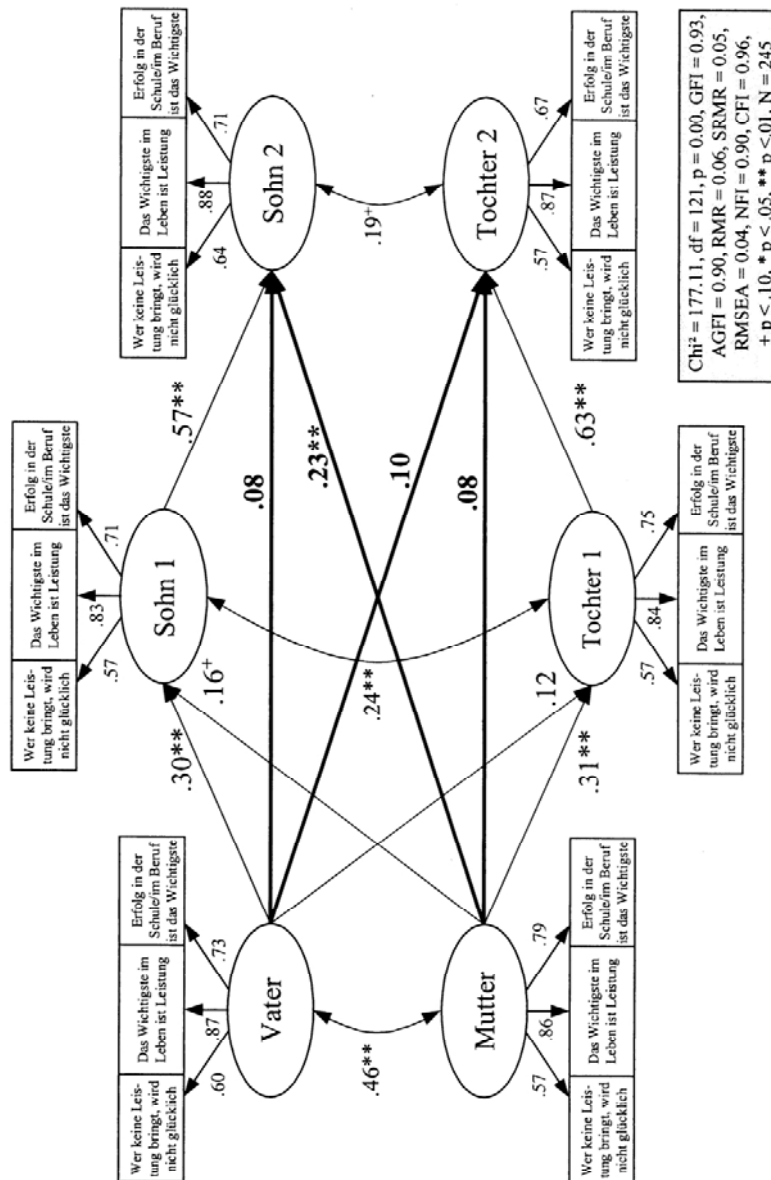 Wer keine Leis-
tung bringt, wird
nicht glücklich
Das Wichtigste im
Leben ist Leistung
Erfolg in der
Schule/im Beruf
ist das Wichtigste
.57
.83
.71
Sohn 1
Wer keine Leis-
tung bringt, wird
nicht glücklich
Das Wichtigste im
Leben ist Leistung
Erfolg in der
Schule/im Beruf
ist das Wichtigste
.60
.87
.73
Vater
Wer keine Leis-
tung bringt, wird
nicht glücklich
Das Wichtigste im
Leben ist Leistung
Erfolg in der
Schule/im Beruf
ist das Wichtigste
.64
.88
.71
Sohn 2
.30**
.16+
.57**
.08
.23**
.46**
.24**
.19+
.10
.08
.12
.31**
.63**
Mutter
.57
.86
.79
Wer keine Leis-
tung bringt, wird
nicht glücklich
Das Wichtigste im
Leben ist Leistung
Erfolg in der
Schule/im Beruf
ist das Wichtigste
Tochter 2
.57
.87
.67
Wer keine Leis-
tung bringt, wird
nicht glücklich
Das Wichtigste im
Leben ist Leistung
Erfolg in der
Schule/im Beruf
ist das Wichtigste
Tochter 1
.57
.84
.75
Wer keine Leis-
tung bringt, wird
nicht glücklich
Das Wichtigste im
Leben ist Leistung
Erfolg in der
Schule/im Beruf
ist das Wichtigste
Chi² = 177.11, df = 121, p = 0.00, GFI = 0.93,
AGFI = 0.90, RMR = 0.06, SRMR = 0.05,
RMSEA = 0.04, NFI = 0.90, CFI = 0.96,
+ p < .10, * p < .05, ** p <.01, N = 245